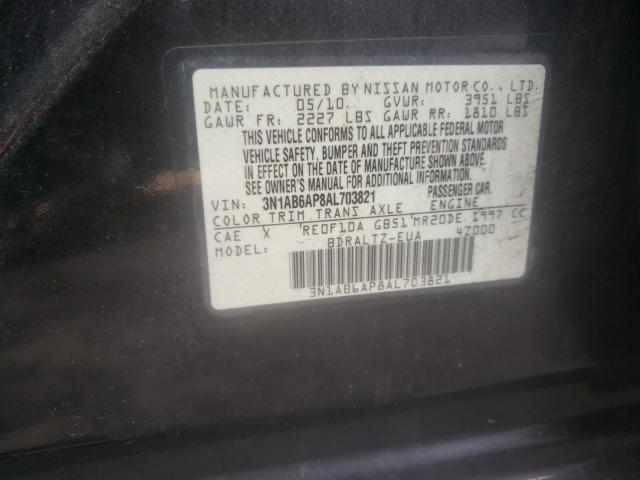 MANUFACTURED BY NISSAN MOTOR CO., LTD.
DATE: 05/10. GVWR: 3951 LBS
GAWR FR: 2227 LBS GAWR RR: 1810 LBS
THIS VEHICLE CONFORMS TO ALL APPLICABLE FEDERAL MOTOR
VEHICLE SAFETY, BUMPER AND THEFT PREVENTION STANDARDS
IN EFFECT ON THE DATE OF MANUFACTURE SHOWN ABOVE.
SEE OWNER'S MANUAL FOR ADDITIONAL INFORMATION.
VIN: 3N1AB6AP8AL703821 PASSENGER CAR.
COLOR TRIM TRANS AXLE ENGINE
CAE X RE0F10A GB51 MR20DE 1997 CC
BDRALTZ-EUA 4Z000
3N1AB6AP8AL703821